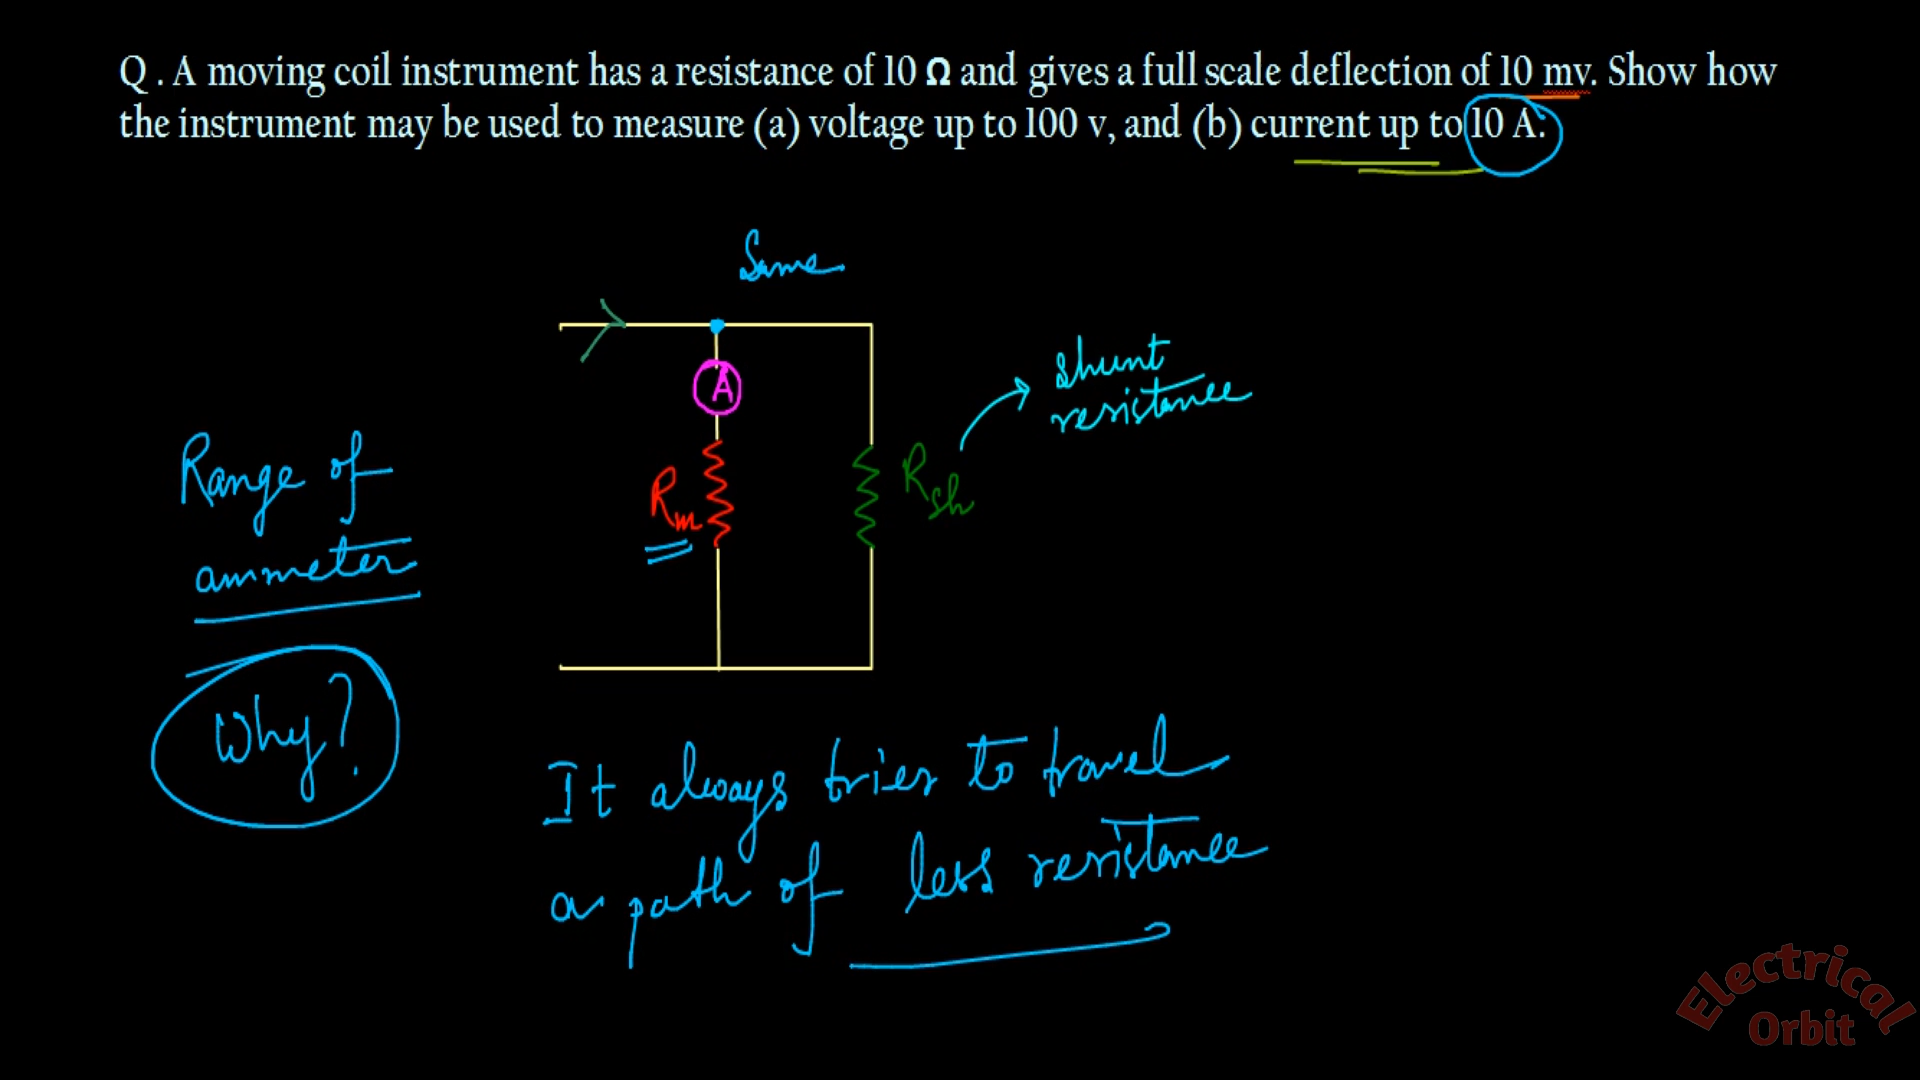 Q . A moving coil instrument has a resistance of 10 Ω and gives a full scale deflection of 10 mv. Show how
the instrument may be used to measure (a) voltage up to 100 v, and (b) current up to 10 A.
Same
A
Rm
Rsh
shunt
resistance
Range of
ammeter
Why?
It always tries to travel
a path of less resistance
Electrical
Orbit